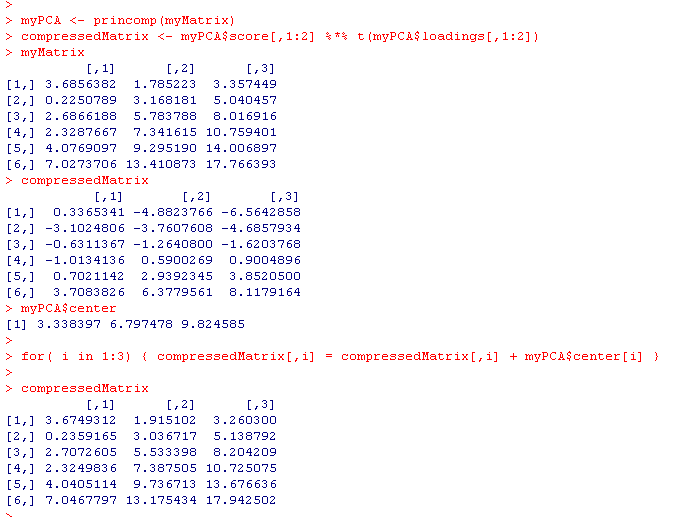 >
> myPCA <- princomp(myMatrix)
> compressedMatrix <- myPCA$score[,1:2] %*% t(myPCA$loadings[,1:2])
> myMatrix
          [,1]      [,2]      [,3]
[1,] 3.6856382  1.785223  3.357449
[2,] 0.2250789  3.168181  5.040457
[3,] 2.6866188  5.783788  8.016916
[4,] 2.3287667  7.341615 10.759401
[5,] 4.0769097  9.295190 14.006897
[6,] 7.0273706 13.410873 17.766393
> compressedMatrix
           [,1]       [,2]       [,3]
[1,]  0.3365341 -4.8823766 -6.5642858
[2,] -3.1024806 -3.7607608 -4.6857934
[3,] -0.6311367 -1.2640800 -1.6203768
[4,] -1.0134136  0.5900269  0.9004896
[5,]  0.7021142  2.9392345  3.8520500
[6,]  3.7083826  6.3779561  8.1179164
> myPCA$center
[1] 3.338397 6.797478 9.824585
>
> for( i in 1:3) { compressedMatrix[,i] = compressedMatrix[,i] + myPCA$center[i] }
>
> compressedMatrix
          [,1]      [,2]      [,3]
[1,] 3.6749312  1.915102  3.260300
[2,] 0.2359165  3.036717  5.138792
[3,] 2.7072605  5.533398  8.204209
[4,] 2.3249836  7.387505 10.725075
[5,] 4.0405114  9.736713 13.676636
[6,] 7.0467797 13.175434 17.942502
>